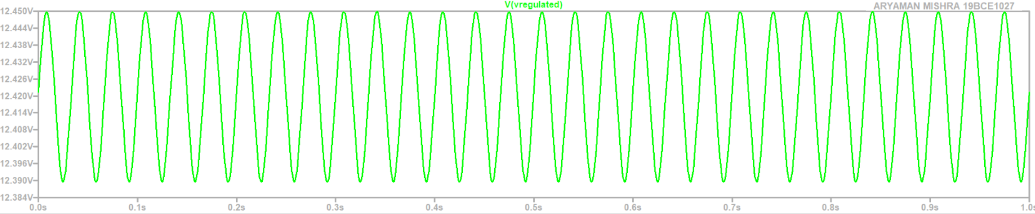 V(vregulated)
ARYAMAN MISHRA 19BCE1027
12.450V
12.444V
12.438V
12.432V
12.426V
12.420V
12.414V
12.408V
12.402V
12.396V
12.390V
12.384V
0.0s 0.1s 0.2s 0.3s 0.4s 0.5s 0.6s 0.7s 0.8s 0.9s 1.0s